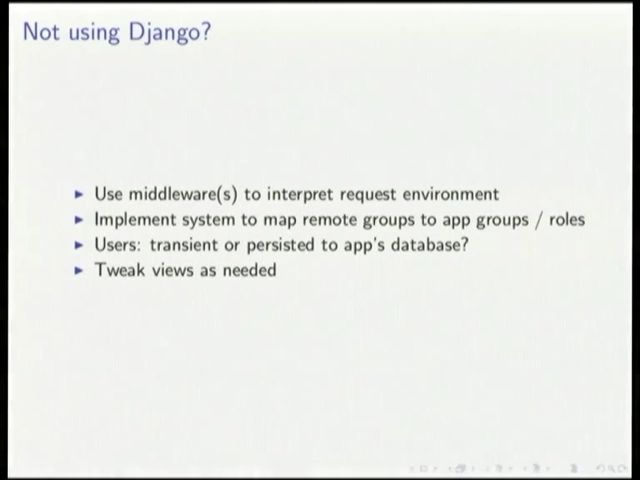 Not using Django?
Use middleware(s) to interpret request environment
Implement system to map remote groups to app groups / roles
Users: transient or persisted to app's database?
Tweak views as needed